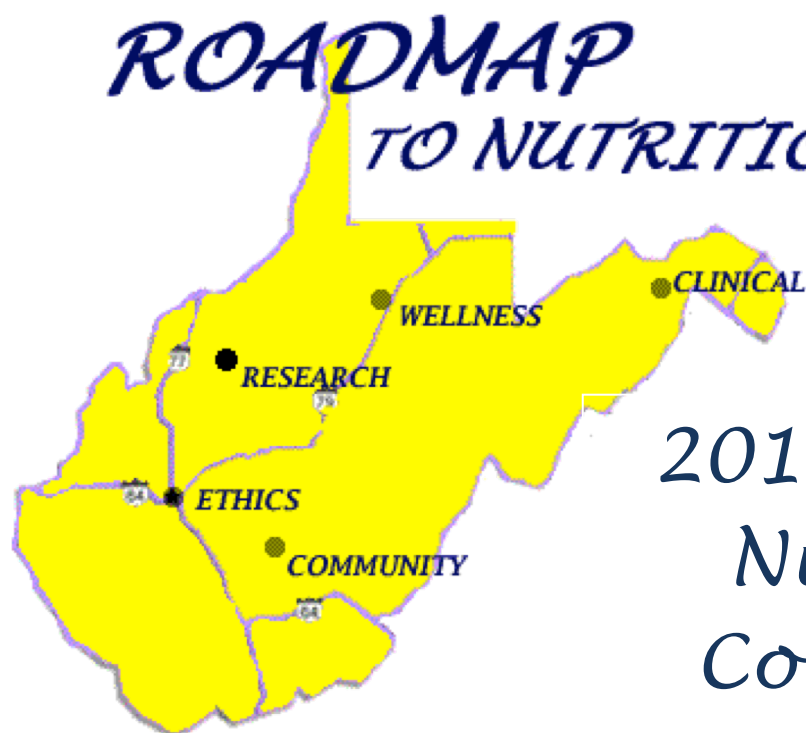 ROADMAP
TO NUTRITIO
WELLNESS
CLINICAL
77
RESEARCH
79
201
64
ETHICS
Nu
COMMUNITY
64
Co